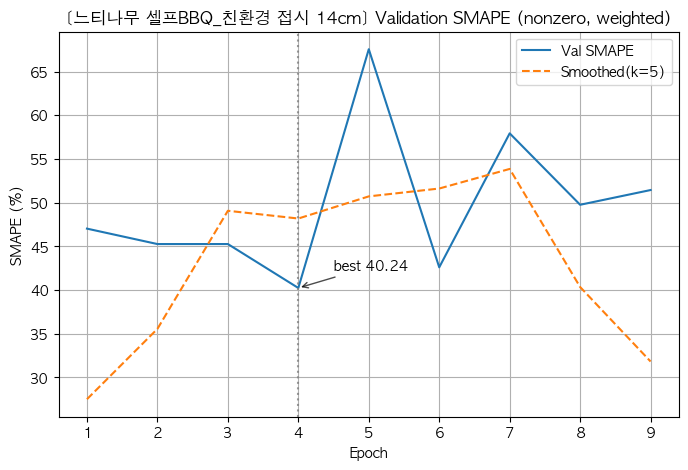 [느티나무 셀프BBQ_친환경 접시 14cm] Validation SMAPE (nonzero, weighted)
Val SMAPE
Smoothed(k=5)
65
60
55
50
45
40
35
30
SMAPE (%)
best 40.24
1 2 3 4 5 6 7 8 9
Epoch